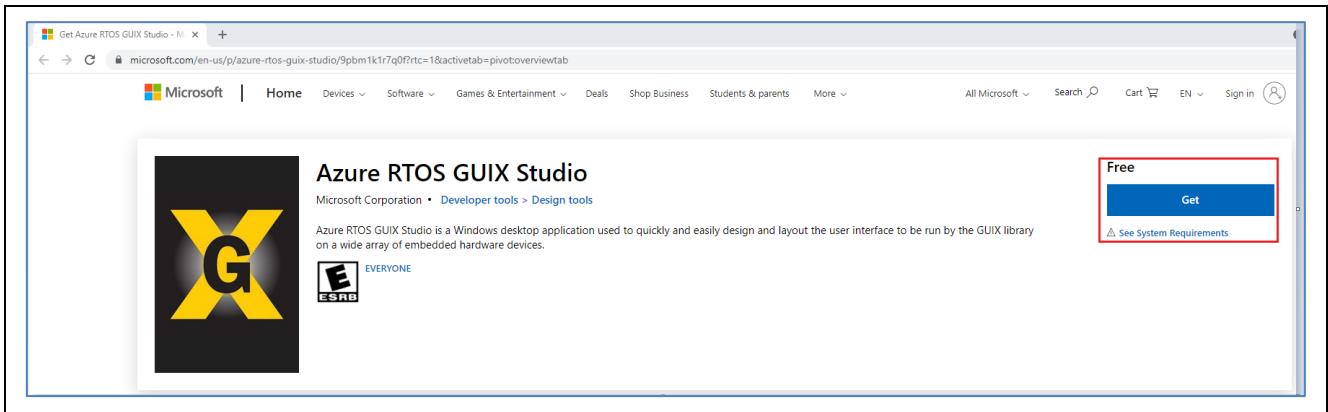 Get Azure RTOS GUIX Studio - M
microsoft.com/en-us/p/azure-rtos-guix-studio/9pbm1k1r7q0f?rtc=1&activetab=pivot:overviewtab
Microsoft Home Devices Software Games & Entertainment Deals Shop Business Students & parents More All Microsoft Search Cart EN Sign in
X
G
Azure RTOS GUIX Studio
Microsoft Corporation • Developer tools > Design tools
Azure RTOS GUIX Studio is a Windows desktop application used to quickly and easily design and layout the user interface to be run by the GUIX library
on a wide array of embedded hardware devices.
E
ESRB
EVERYONE
Free
Get
See System Requirements